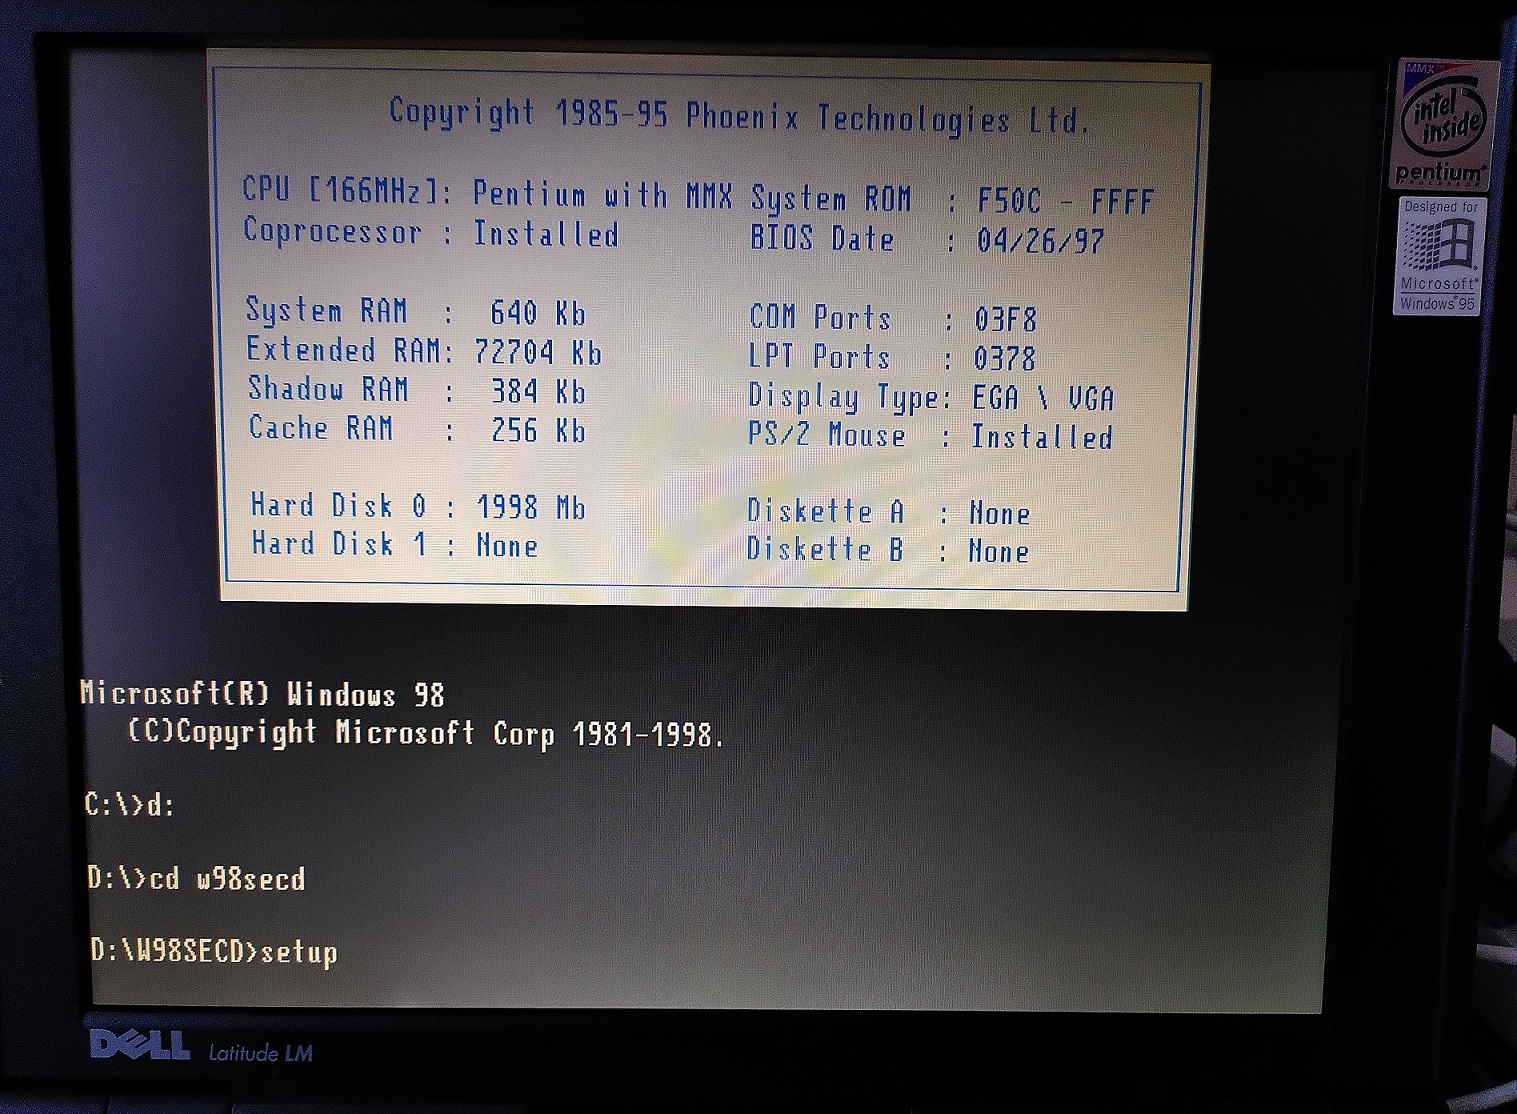 Copyright 1985-95 Phoenix Technologies Ltd.
CPU [166MHz]: Pentium with MMX System ROM : F50C - FFFF
Coprocessor : Installed BIOS Date : 04/26/97
System RAM : 640 Kb COM Ports : 03F8
Extended RAM: 72704 Kb LPT Ports : 0378
Shadow RAM : 384 Kb Display Type: EGA \ VGA
Cache RAM : 256 Kb PS/2 Mouse : Installed
Hard Disk 0 : 1998 Mb Diskette A : None
Hard Disk 1 : None Diskette B : None
Microsoft(R) Windows 98
(C)Copyright Microsoft Corp 1981-1998.
C:\>d:
D:\>cd w98secd
D:\W98SECD>setup
DELL Latitude LM
MMX™
intel
inside
pentium®
PROCESSOR
Designed for
Microsoft®
Windows®95